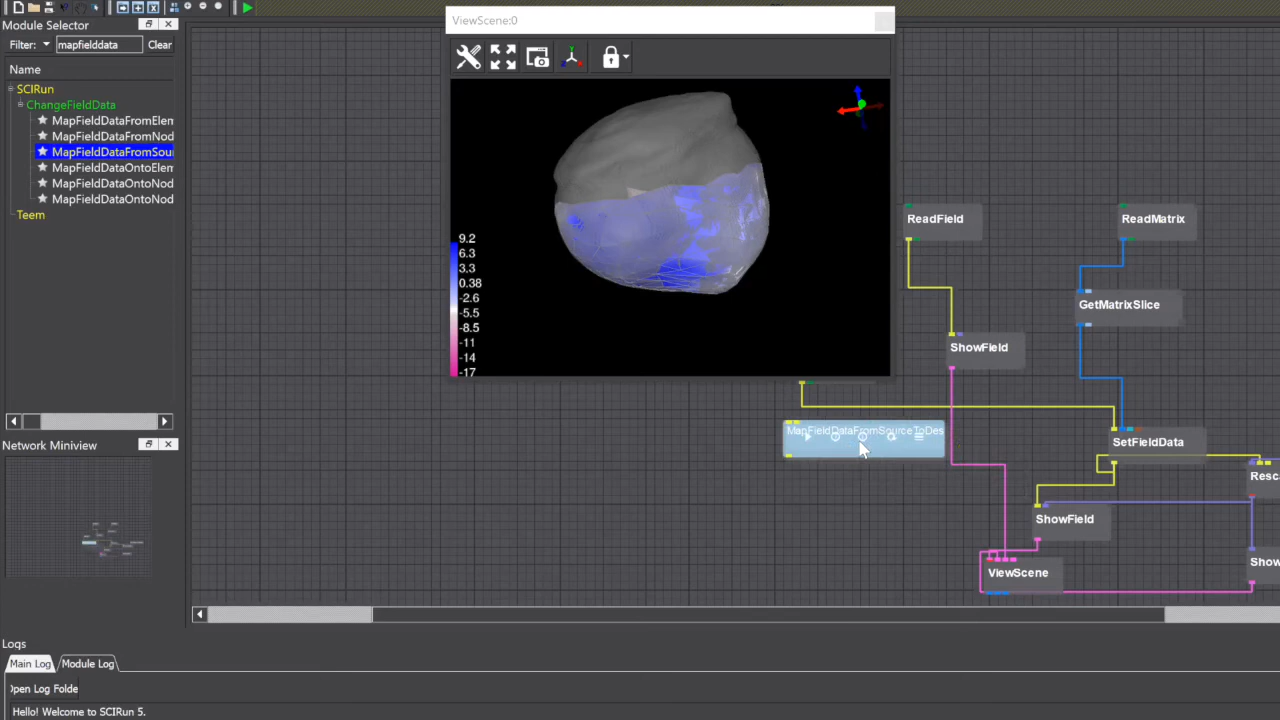 Module Selector
Filter:
mapfielddata
Clear
Name
SCIRun
ChangeFieldData
MapFieldDataFromElem
MapFieldDataFromNod
MapFieldDataFromSour
MapFieldDataOntoElem
MapFieldDataOntoNod
MapFieldDataOntoNod
Teem
Network Miniview
ViewScene:0
9.2
6.3
3.3
0.38
-2.6
-5.5
-8.5
-11
-14
-17
ReadField
ReadMatrix
GetMatrixSlice
ShowField
MapFieldDataFromSourceToDes
SetFieldData
Resca
ShowField
Show
ViewScene
Logs
Main Log
Module Log
Open Log Folde
Hello! Welcome to SCIRun 5.